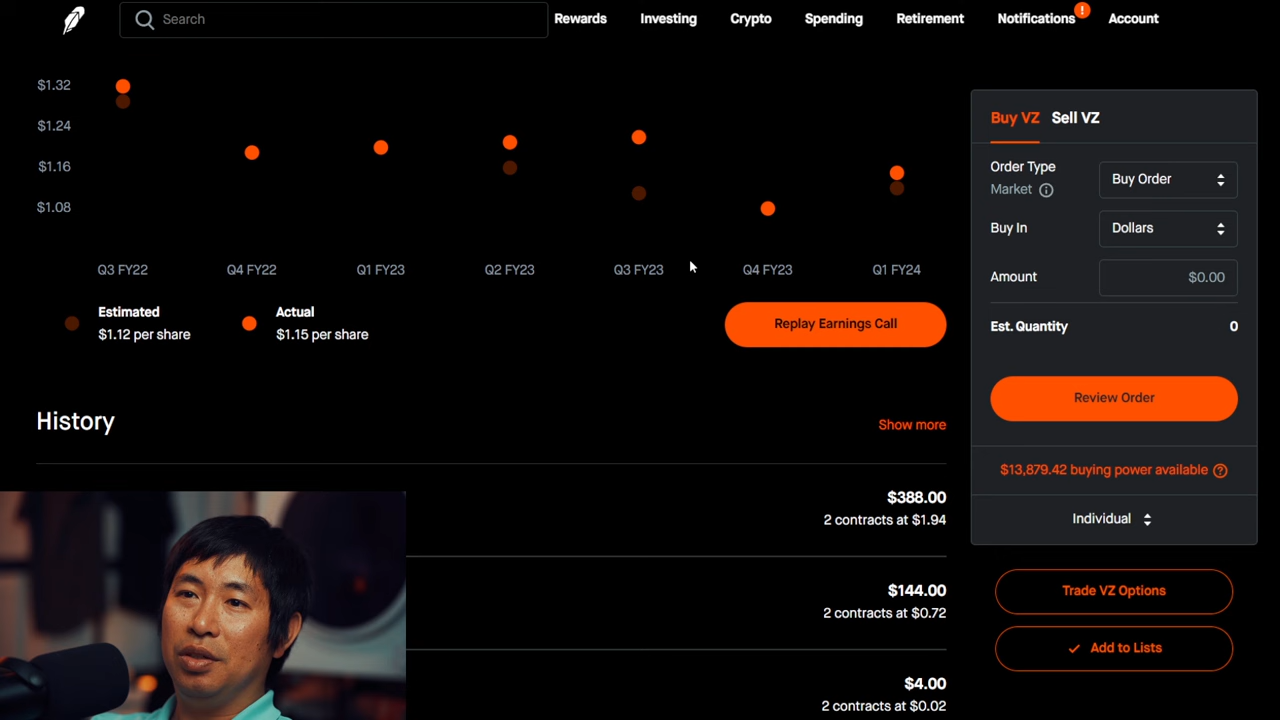 Search
Rewards
Investing
Crypto
Spending
Retirement
Notifications
!
Account
$1.32
$1.24
$1.16
$1.08
Q3 FY22
Q4 FY22
Q1 FY23
Q2 FY23
Q3 FY23
Q4 FY23
Q1 FY24
Estimated
$1.12 per share
Actual
$1.15 per share
Replay Earnings Call
History
Show more
$388.00
2 contracts at $1.94
$144.00
2 contracts at $0.72
$4.00
2 contracts at $0.02
Buy VZ
Sell VZ
Order Type
Market
Buy Order
Buy In
Dollars
Amount
$0.00
Est. Quantity
0
Review Order
$13,879.42 buying power available
Individual
Trade VZ Options
Add to Lists